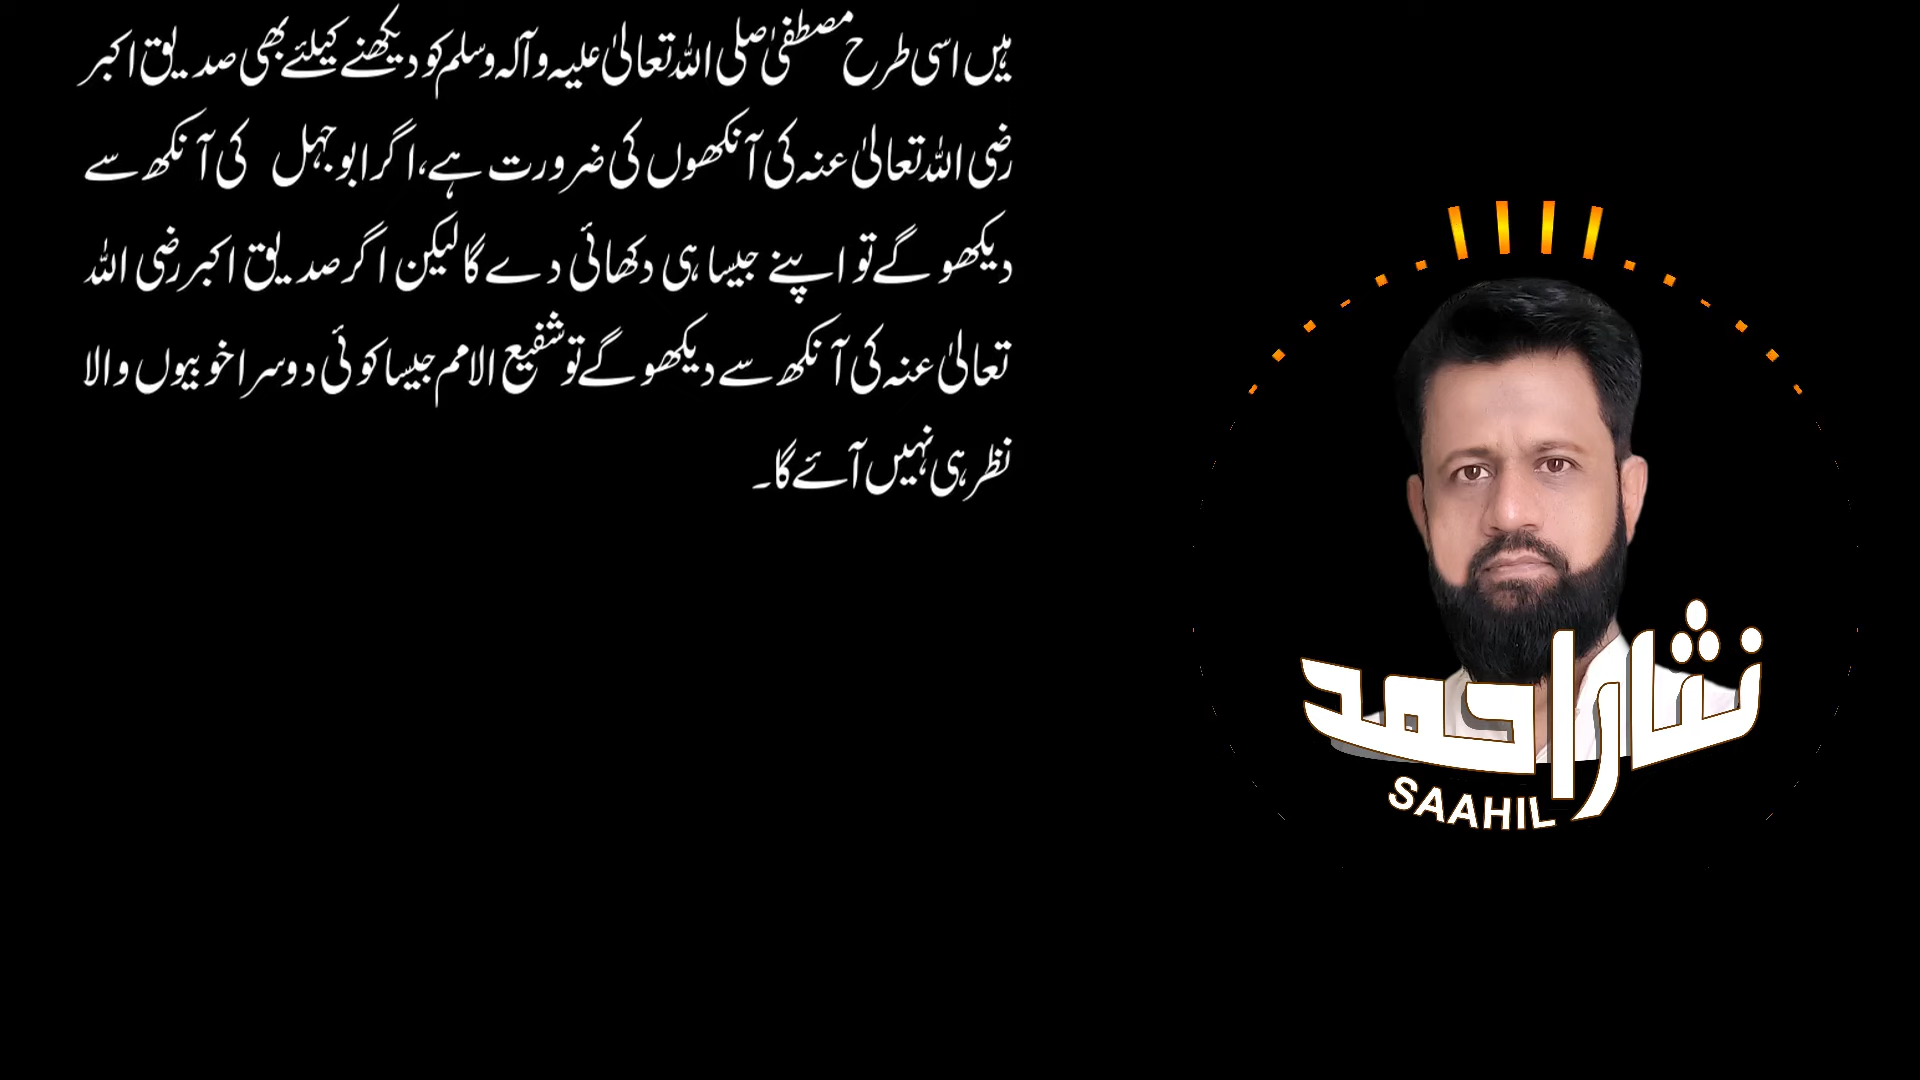 ہیں اسی طرح مصطفیٰ صلی اللہ تعالیٰ علیہ وآلہ وسلم کو دیکھنے کیلئے بھی صدیق اکبر
رضی اللہ تعالیٰ عنہ کی آنکھوں کی ضرورت ہے، اگر ابو جہل کی آنکھ سے
دیکھو گے تو اپنے جیسا ہی دکھائی دے گا لیکن اگر صدیق اکبر رضی اللہ
تعالیٰ عنہ کی آنکھ سے دیکھو گے تو شفیع الامم جیسا کوئی دوسرا خوبیوں والا
نظر ہی نہیں آئے گا۔
نثار احمد
SAAHIL